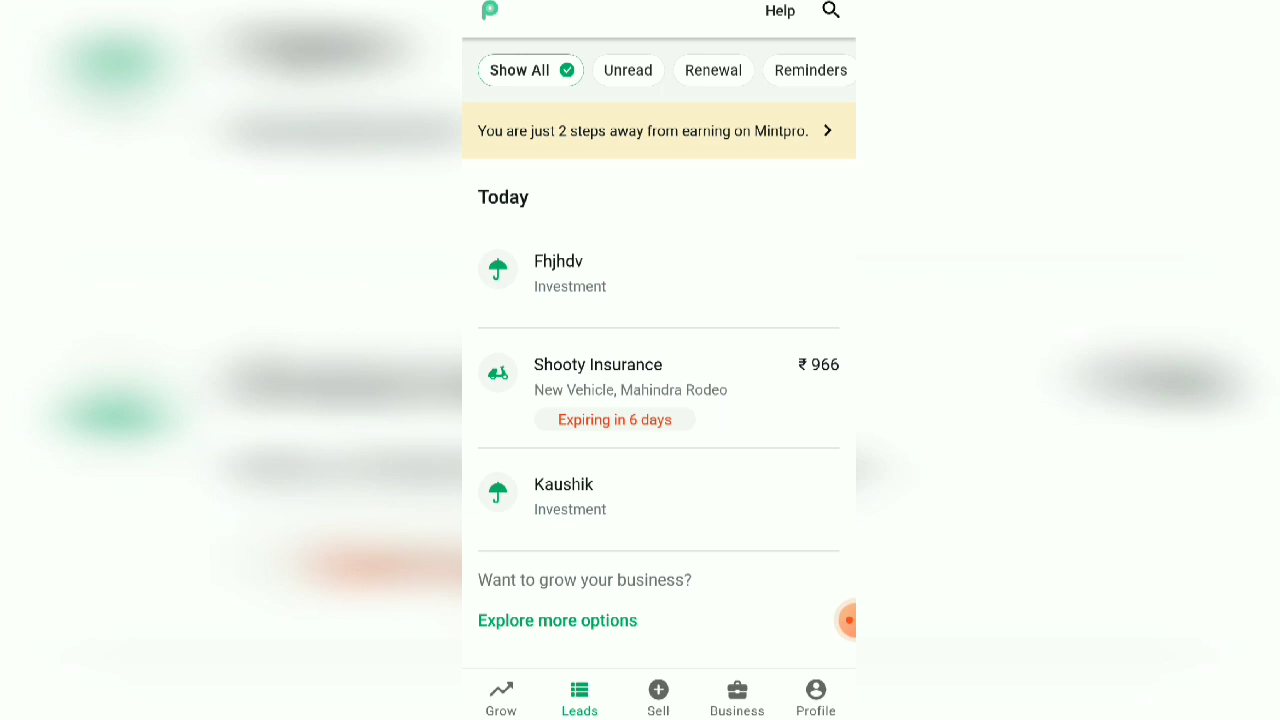 Help
Show All Unread Renewal Reminders
You are just 2 steps away from earning on Mintpro.
Today
Fhjhdv
Investment
Shooty Insurance ₹ 966
New Vehicle, Mahindra Rodeo
Expiring in 6 days
Kaushik
Investment
Want to grow your business?
Explore more options
Grow Leads Sell Business Profile